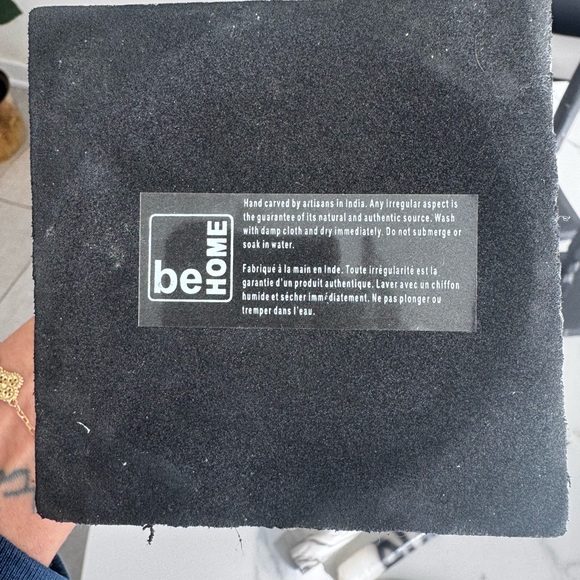 be HOME
Hand carved by artisans in India. Any irregular aspect is
the guarantee of its natural and authentic source. Wash
with damp cloth and dry immediately. Do not submerge or
soak in water.
Fabriqué à la main en Inde. Toute irrégularité est la
garantie d'un produit authentique. Laver avec un chiffon
humide et sécher immédiatement. Ne pas plonger ou
tremper dans l'eau.